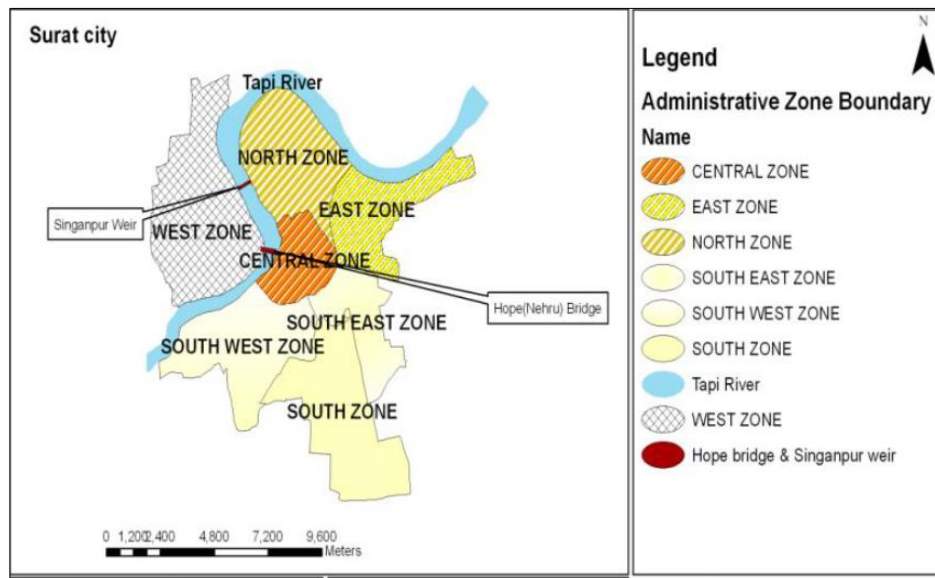 Surat city
Tapi River
NORTH ZONE
EAST ZONE
Singanpur Weir
WEST ZONE
CENTRAL ZONE
Hope(Nehru) Bridge
SOUTH EAST ZONE
SOUTH WEST ZONE
SOUTH ZONE
0 1,2002,400 4,800 7,200 9,600
Meters
N
Legend
Administrative Zone Boundary
Name
CENTRAL ZONE
EAST ZONE
NORTH ZONE
SOUTH EAST ZONE
SOUTH WEST ZONE
SOUTH ZONE
Tapi River
WEST ZONE
Hope bridge & Singanpur weir